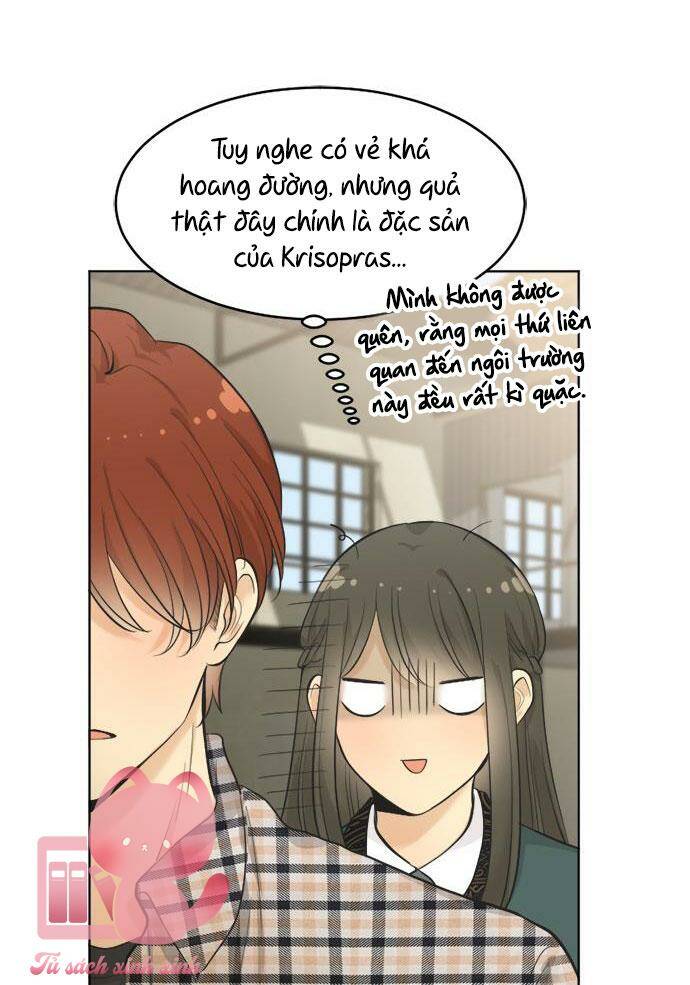 Tuy nghe có vẻ khá
hoang đường, nhưng quả
thật đây chính là đặc sản
của Krisopras...
Mình không được
quên, rằng mọi thứ liên
quan đến ngôi trường
này đều rất kì quặc.
Tủ sách xinh xinh